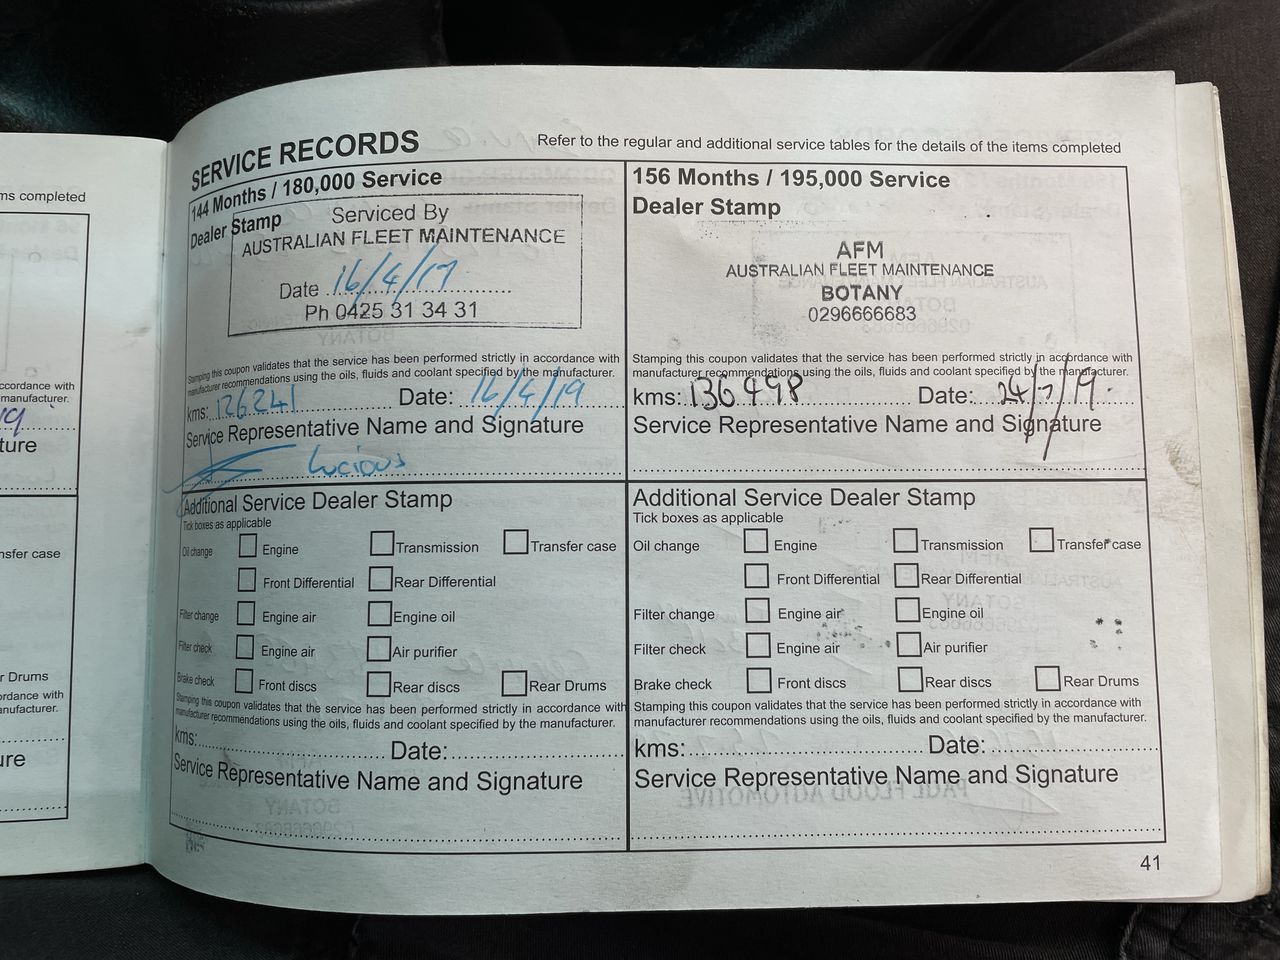 ms completed
ccordance with
manufacturer.
19
ture
nsfer case
r Drums
ordance with
anufacturer.
ure
SERVICE RECORDS
Refer to the regular and additional service tables for the details of the items completed
144 Months / 180,000 Service
Dealer Stamp
Serviced By
AUSTRALIAN FLEET MAINTENANCE
Date 16/4/19
Ph 0425 31 34 31
Stamping this coupon validates that the service has been performed strictly in accordance with
manufacturer recommendations using the oils, fluids and coolant specified by the manufacturer.
kms: 126241 Date: 16/4/19
Service Representative Name and Signature
Lucious
Additional Service Dealer Stamp
Tick boxes as applicable
Oil change Engine Transmission Transfer case
Front Differential Rear Differential
Filter change Engine air Engine oil
Filter check Engine air Air purifier
Brake check Front discs Rear discs Rear Drums
Stamping this coupon validates that the service has been performed strictly in accordance with
manufacturer recommendations using the oils, fluids and coolant specified by the manufacturer.
kms: Date:
Service Representative Name and Signature
156 Months / 195,000 Service
Dealer Stamp
AFM
AUSTRALIAN FLEET MAINTENANCE
BOTANY
0296666683
Stamping this coupon validates that the service has been performed strictly in accordance with
manufacturer recommendations using the oils, fluids and coolant specified by the manufacturer.
kms: 136498 Date: 24/7/19
Service Representative Name and Signature
Additional Service Dealer Stamp
Tick boxes as applicable
Oil change Engine Transmission Transfer case
Front Differential Rear Differential
Filter change Engine air Engine oil
Filter check Engine air Air purifier
Brake check Front discs Rear discs Rear Drums
Stamping this coupon validates that the service has been performed strictly in accordance with
manufacturer recommendations using the oils, fluids and coolant specified by the manufacturer.
kms: Date:
Service Representative Name and Signature
41